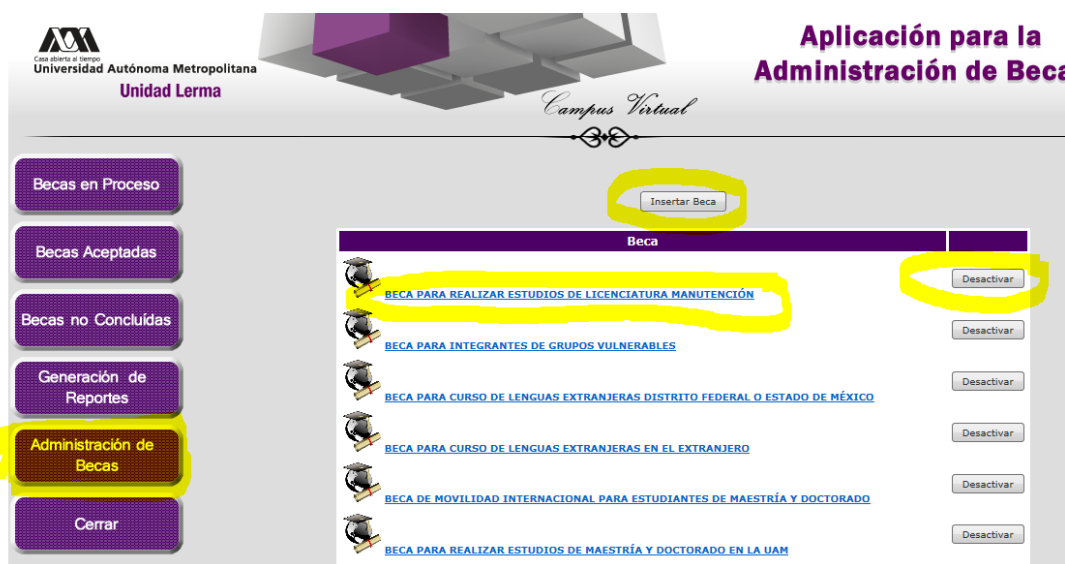 Casa abierta al tiempo
Universidad Autónoma Metropolitana
Unidad Lerma
Aplicación para la
Administración de Beca
Campus Virtual
Becas en Proceso
Becas Aceptadas
Becas no Concluídas
Generación de
Reportes
Administración de
Becas
Cerrar
Insertar Beca
Beca
BECA PARA REALIZAR ESTUDIOS DE LICENCIATURA MANUTENCIÓN
Desactivar
BECA PARA INTEGRANTES DE GRUPOS VULNERABLES
Desactivar
BECA PARA CURSO DE LENGUAS EXTRANJERAS DISTRITO FEDERAL O ESTADO DE MÉXICO
Desactivar
BECA PARA CURSO DE LENGUAS EXTRANJERAS EN EL EXTRANJERO
Desactivar
BECA DE MOVILIDAD INTERNACIONAL PARA ESTUDIANTES DE MAESTRÍA Y DOCTORADO
Desactivar
BECA PARA REALIZAR ESTUDIOS DE MAESTRÍA Y DOCTORADO EN LA UAM
Desactivar